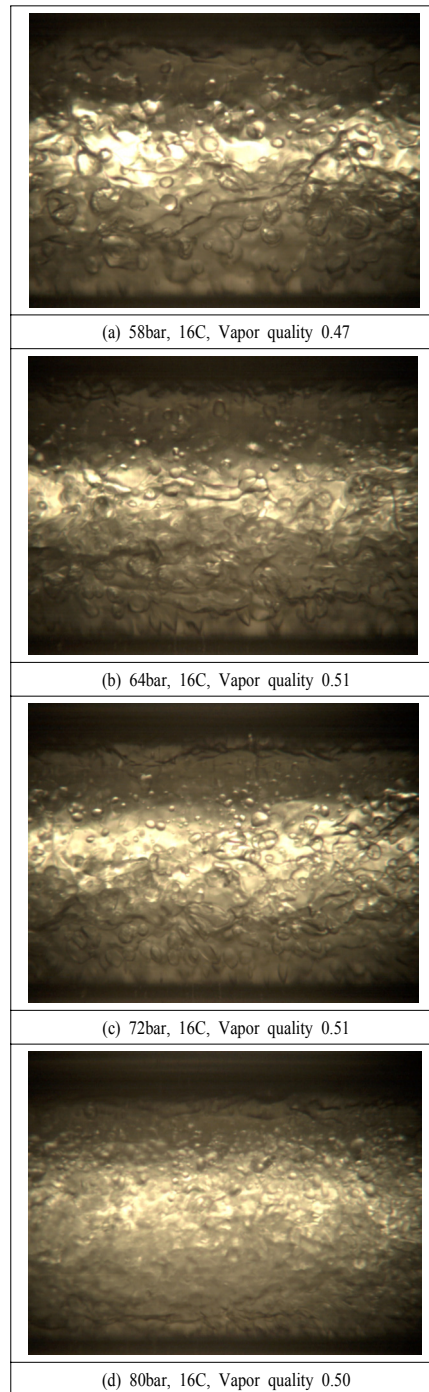 (a) 58bar, 16C, Vapor quality 0.47
(b) 64bar, 16C, Vapor quality 0.51
(c) 72bar, 16C, Vapor quality 0.51
(d) 80bar, 16C, Vapor quality 0.50